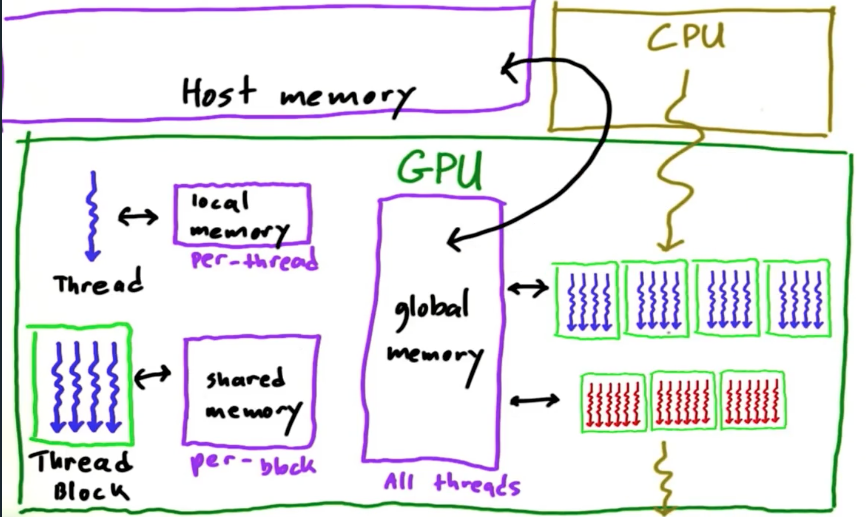 Host memory
CPU
GPU
local
memory
per-thread
Thread
global
memory
shared
memory
per-block
Thread
Block
All threads